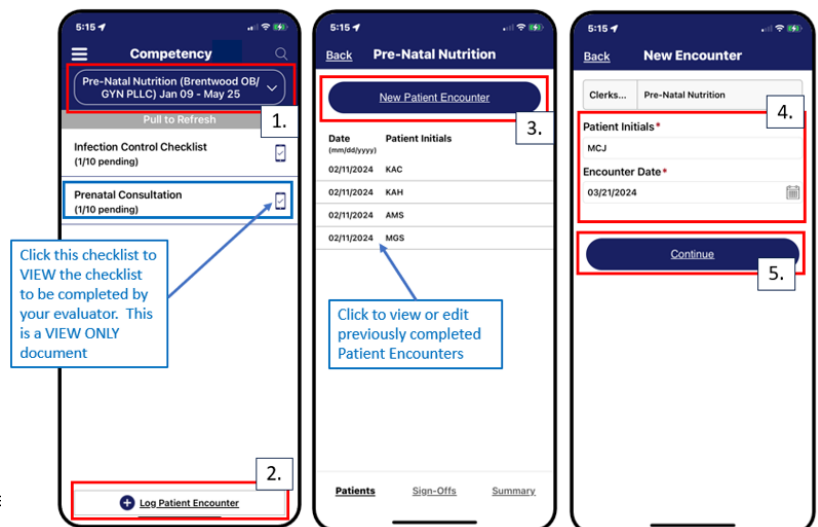 5:15
Competency
Pre-Natal Nutrition (Brentwood OB/
GYN PLLC) Jan 09 - May 25
Pull to Refresh
1.
Infection Control Checklist
(1/10 pending)
Prenatal Consultation
(1/10 pending)
Click this checklist to
VIEW the checklist
to be completed by
your evaluator. This
is a VIEW ONLY
document
2.
Log Patient Encounter
5:15
Back Pre-Natal Nutrition
New Patient Encounter
3.
Date Patient Initials
(mm/dd/yyyy)
02/11/2024 KAC
02/11/2024 KAH
02/11/2024 AMS
02/11/2024 MGS
Click to view or edit
previously completed
Patient Encounters
Patients Sign-Offs Summary
5:15
Back New Encounter
Clerks... Pre-Natal Nutrition
4.
Patient Initials*
MCJ
Encounter Date*
03/21/2024
Continue
5.